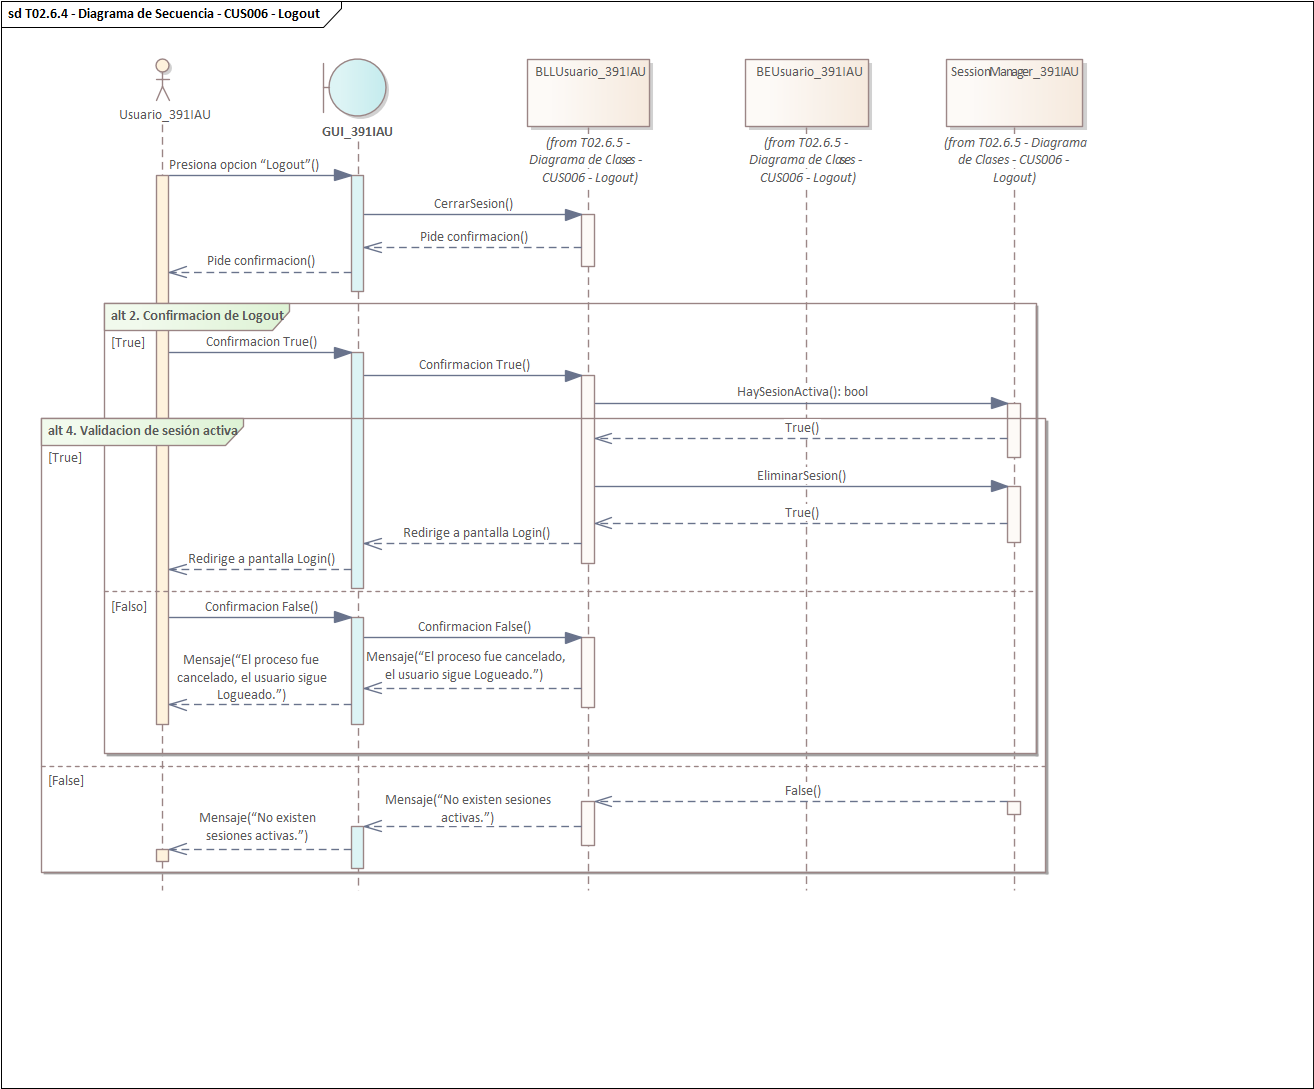 sd T02.6.4 - Diagrama de Secuencia - CUS006 - Logout
Usuario_391IAU
GUI_391IAU
BLLUsuario_391IAU
(from T02.6.5 -
Diagrama de Clases -
CUS006 - Logout)
BEUsuario_391IAU
(from T02.6.5 -
Diagrama de Clases -
CUS006 - Logout)
SessionManager_391IAU
(from T02.6.5 - Diagrama
de Clases - CUS006 -
Logout)
Presiona opcion “Logout”()
CerrarSesion()
Pide confirmacion()
Pide confirmacion()
alt 2. Confirmacion de Logout
[True]
Confirmacion True()
Confirmacion True()
HaySesionActiva(): bool
alt 4. Validacion de sesión activa
True()
[True]
EliminarSesion()
True()
Redirige a pantalla Login()
Redirige a pantalla Login()
[Falso]
Confirmacion False()
Confirmacion False()
Mensaje(“El proceso fue cancelado,
el usuario sigue Logueado.”)
Mensaje(“El proceso fue
cancelado, el usuario sigue
Logueado.”)
[False]
False()
Mensaje(“No existen sesiones
activas.”)
Mensaje(“No existen
sesiones activas.”)